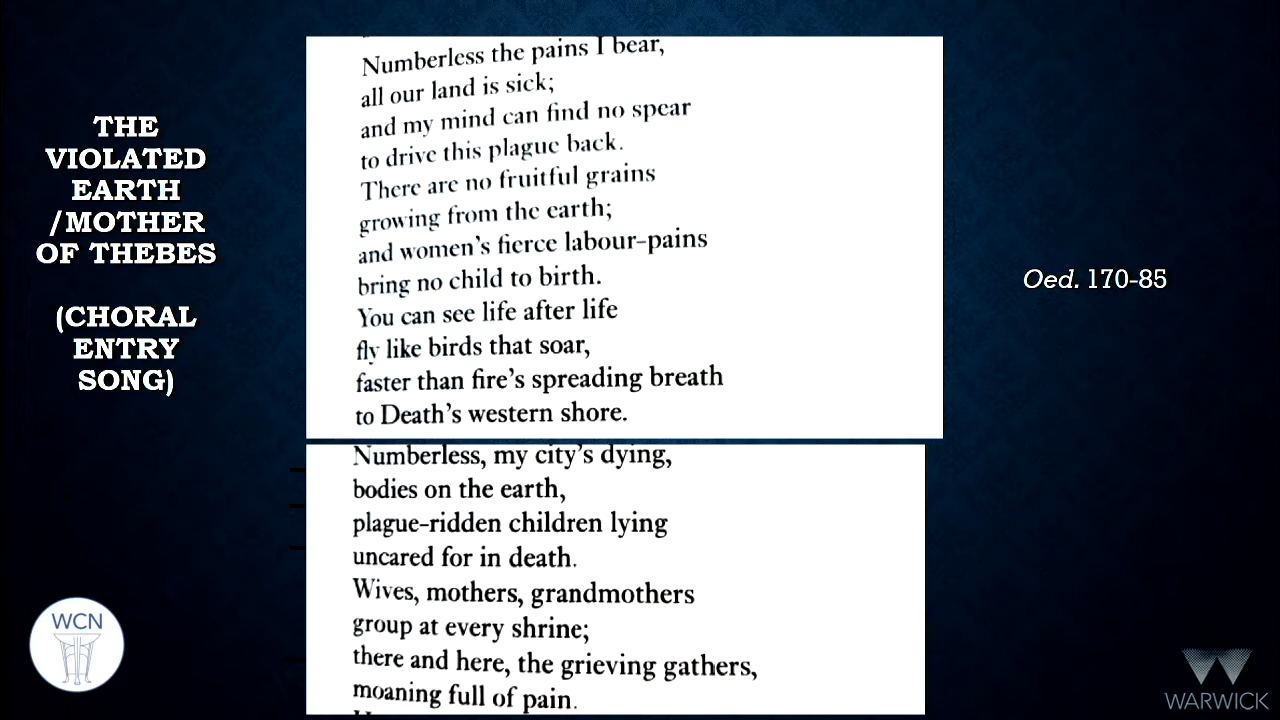 THE
VIOLATED
EARTH
/MOTHER
OF THEBES
(CHORAL
ENTRY
SONG)
Numberless the pains I bear,
all our land is sick;
and my mind can find no spear
to drive this plague back.
There are no fruitful grains
growing from the earth;
and women's fierce labour-pains
bring no child to birth.
You can see life after life
fly like birds that soar,
faster than fire's spreading breath
to Death's western shore.
Numberless, my city's dying,
bodies on the earth,
plague-ridden children lying
uncared for in death.
Wives, mothers, grandmothers
group at every shrine;
there and here, the grieving gathers,
moaning full of pain.
Oed. 170-85
WCN
WARWICK